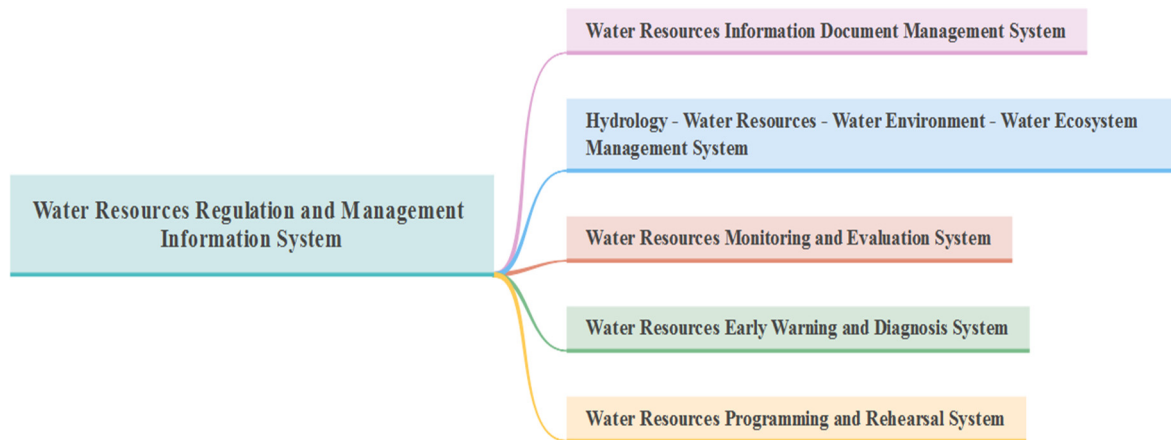 Water Resources Information Document Management System
Hydrology - Water Resources - Water Environment - Water Ecosystem
Management System
Water Resources Regulation and Management
Information System
Water Resources Monitoring and Evaluation System
Water Resources Early Warning and Diagnosis System
Water Resources Programming and Rehearsal System